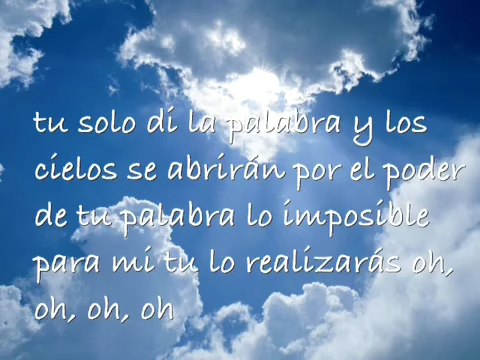 tu solo di la palabra y los
cielos se abrirán por el poder
de tu palabra lo imposible
para mi tu lo realizarás oh,
oh, oh, oh